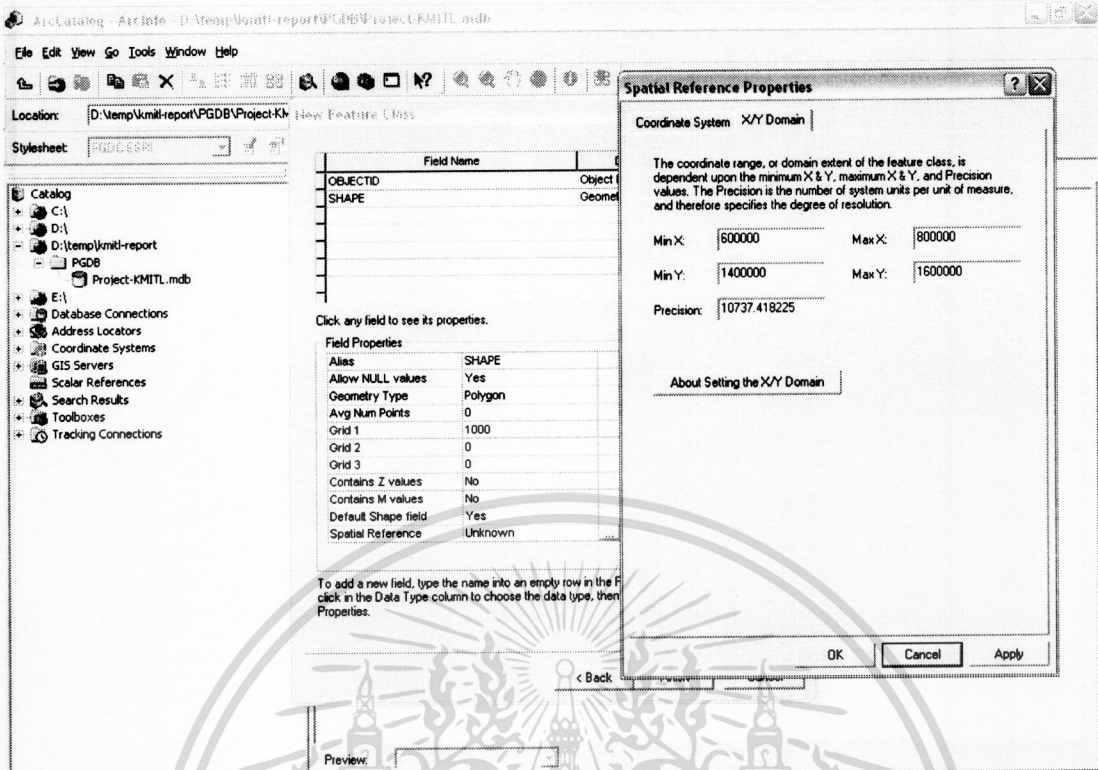 ArcCatalog - ArcInfo - D:\temp\kmitl-report\PGDB\Project-KMITL.mdb
File Edit View Go Tools Window Help
Location: D:\temp\kmitl-report\PGDB\Project-KM
Stylesheet: FGDC ESRI
Catalog
C:\
D:\
D:\temp\kmitl-report
PGDB
Project-KMITL.mdb
E:\
Database Connections
Address Locators
Coordinate Systems
GIS Servers
Scalar References
Search Results
Toolboxes
Tracking Connections
New Feature Class
Field Name
OBJECTID Object
SHAPE Geomet
Click any field to see its properties.
Field Properties
Alias SHAPE
Allow NULL values Yes
Geometry Type Polygon
Avg Num Points 0
Grid 1 1000
Grid 2 0
Grid 3 0
Contains Z values No
Contains M values No
Default Shape field Yes
Spatial Reference Unknown ...
To add a new field, type the name into an empty row in the F
click in the Data Type column to choose the data type, then
Properties.
< Back
Preview:
Spatial Reference Properties
Coordinate System X/Y Domain
The coordinate range, or domain extent of the feature class, is
dependent upon the minimum X & Y, maximum X & Y, and Precision
values. The Precision is the number of system units per unit of measure,
and therefore specifies the degree of resolution.
Min X: 600000 Max X: 800000
Min Y: 1400000 Max Y: 1600000
Precision: 10737.418225
About Setting the X/Y Domain
OK Cancel Apply